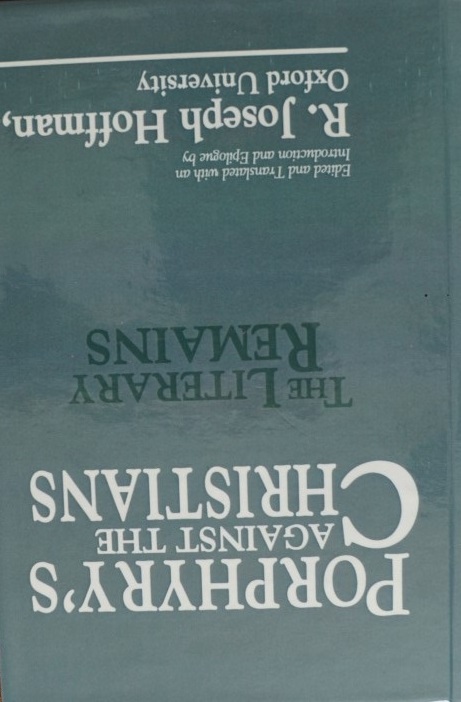 PORPHYRY'S
AGAINST THE
CHRISTIANS
THE LITERARY
REMAINS
Edited and Translated with an
Introduction and Epilogue by
R. Joseph Hoffman,
Oxford University